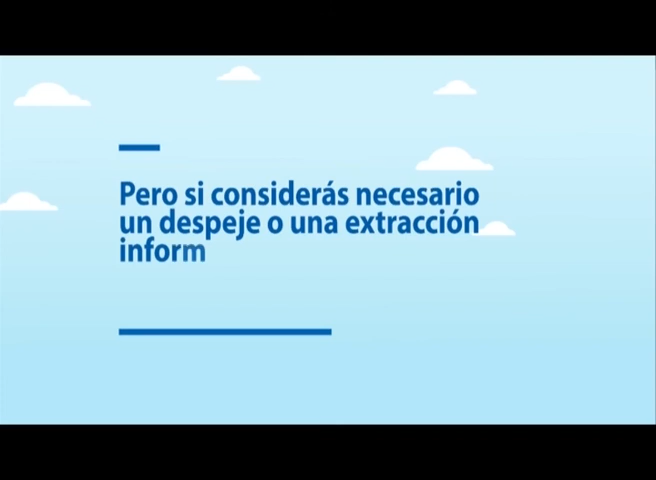 Pero si considerás necesario
un despeje o una extracción
inform